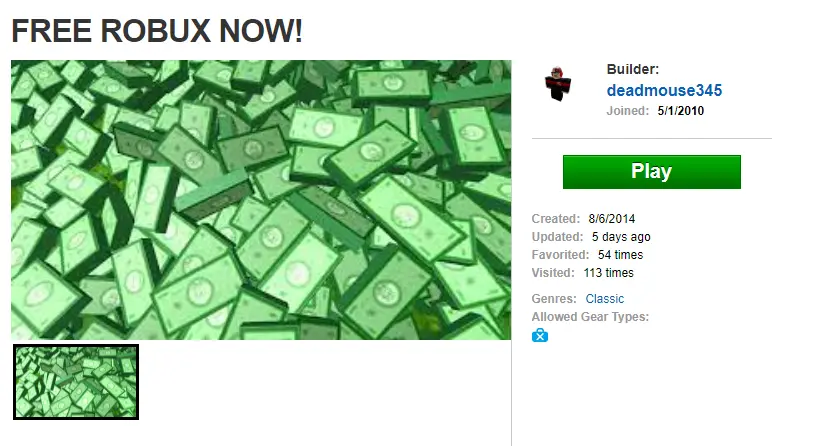 FREE ROBUX NOW!
Builder:
deadmouse345
Joined: 5/1/2010
Play
Created: 8/6/2014
Updated: 5 days ago
Favorited: 54 times
Visited: 113 times
Genres: Classic
Allowed Gear Types: